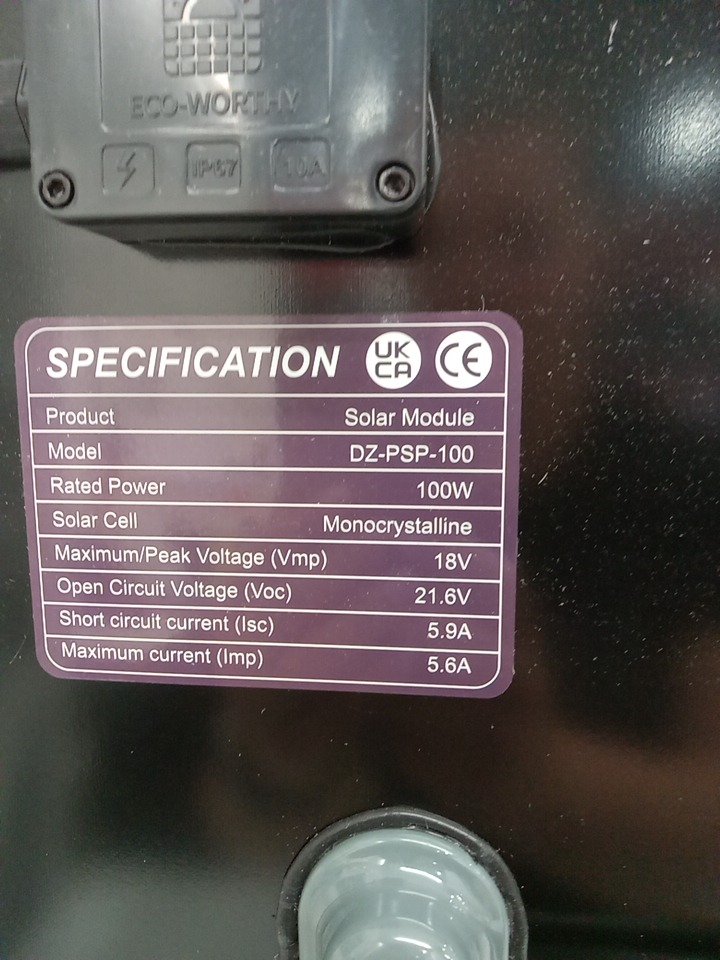 ECO-WORTHY
IP67 10A
SPECIFICATION UK CA CE
Product Solar Module
Model DZ-PSP-100
Rated Power 100W
Solar Cell Monocrystalline
Maximum/Peak Voltage (Vmp) 18V
Open Circuit Voltage (Voc) 21.6V
Short circuit current (Isc) 5.9A
Maximum current (Imp) 5.6A